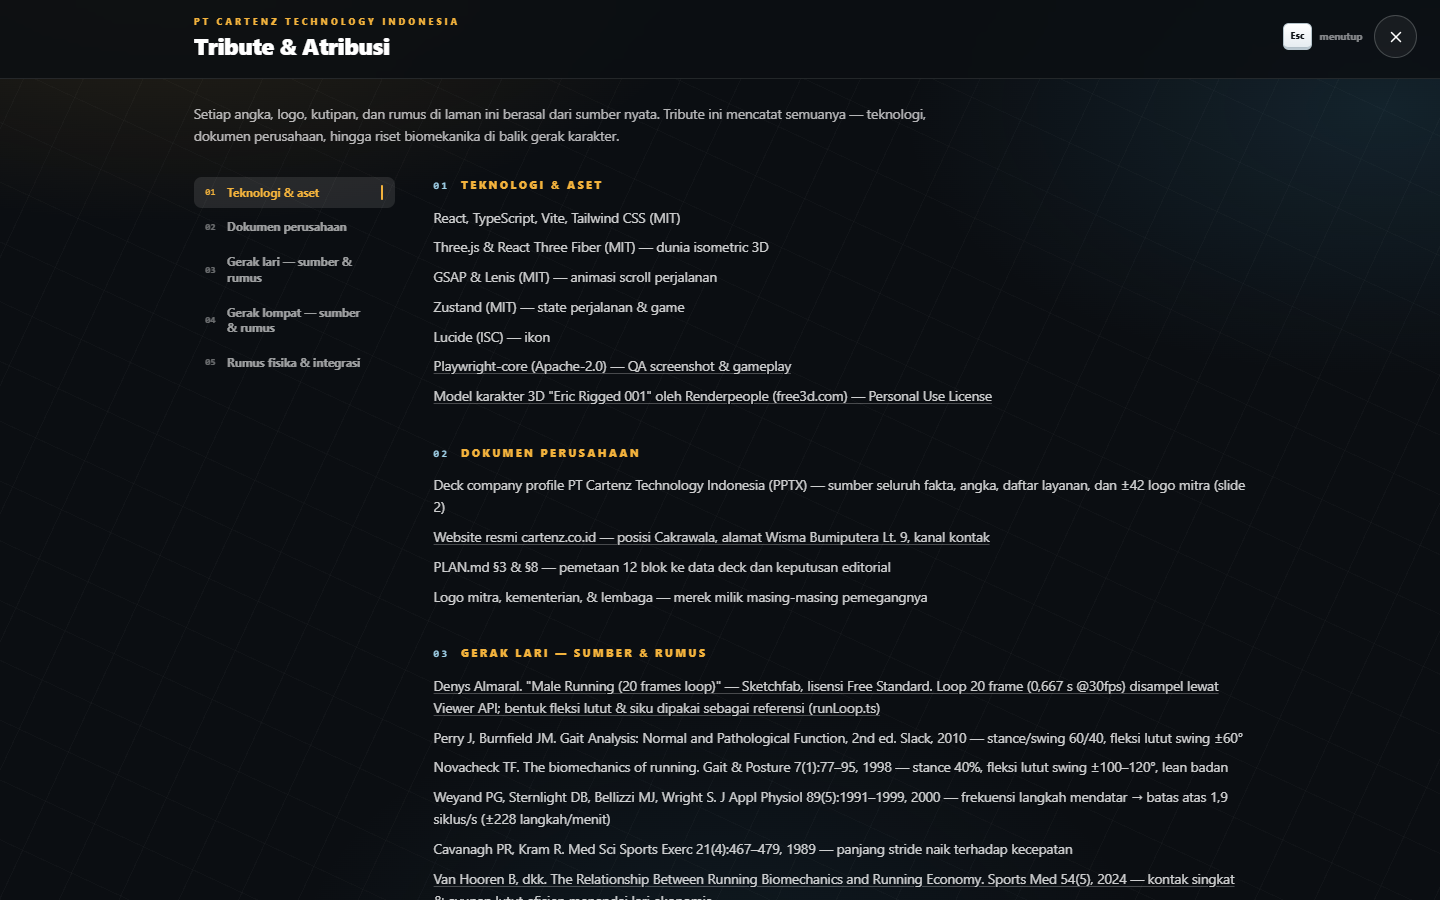 PT CARTENZ TECHNOLOGY INDONESIA
Tribute & Atribusi
Esc menutup
Setiap angka, logo, kutipan, dan rumus di laman ini berasal dari sumber nyata. Tribute ini mencatat semuanya — teknologi,
dokumen perusahaan, hingga riset biomekanika di balik gerak karakter.
01 Teknologi & aset
02 Dokumen perusahaan
03 Gerak lari — sumber &
rumus
04 Gerak lompat — sumber
& rumus
05 Rumus fisika & integrasi
01 TEKNOLOGI & ASET
React, TypeScript, Vite, Tailwind CSS (MIT)
Three.js & React Three Fiber (MIT) — dunia isometric 3D
GSAP & Lenis (MIT) — animasi scroll perjalanan
Zustand (MIT) — state perjalanan & game
Lucide (ISC) — ikon
Playwright-core (Apache-2.0) — QA screenshot & gameplay
Model karakter 3D "Eric Rigged 001" oleh Renderpeople (free3d.com) — Personal Use License
02 DOKUMEN PERUSAHAAN
Deck company profile PT Cartenz Technology Indonesia (PPTX) — sumber seluruh fakta, angka, daftar layanan, dan ±42 logo mitra (slide
2)
Website resmi cartenz.co.id — posisi Cakrawala, alamat Wisma Bumiputera Lt. 9, kanal kontak
PLAN.md §3 & §8 — pemetaan 12 blok ke data deck dan keputusan editorial
Logo mitra, kementerian, & lembaga — merek milik masing-masing pemegangnya
03 GERAK LARI — SUMBER & RUMUS
Denys Almaral. "Male Running (20 frames loop)" — Sketchfab, lisensi Free Standard. Loop 20 frame (0,667 s @30fps) disampel lewat
Viewer API; bentuk fleksi lutut & siku dipakai sebagai referensi (runLoop.ts)
Perry J, Burnfield JM. Gait Analysis: Normal and Pathological Function, 2nd ed. Slack, 2010 — stance/swing 60/40, fleksi lutut swing ±60°
Novacheck TF. The biomechanics of running. Gait & Posture 7(1):77–95, 1998 — stance 40%, fleksi lutut swing ±100–120°, lean badan
Weyand PG, Sternlight DB, Bellizzi MJ, Wright S. J Appl Physiol 89(5):1991–1999, 2000 — frekuensi langkah mendatar → batas atas 1,9
siklus/s (±228 langkah/menit)
Cavanagh PR, Kram R. Med Sci Sports Exerc 21(4):467–479, 1989 — panjang stride naik terhadap kecepatan
Van Hooren B, dkk. The Relationship Between Running Biomechanics and Running Economy. Sports Med 54(5), 2024 — kontak singkat